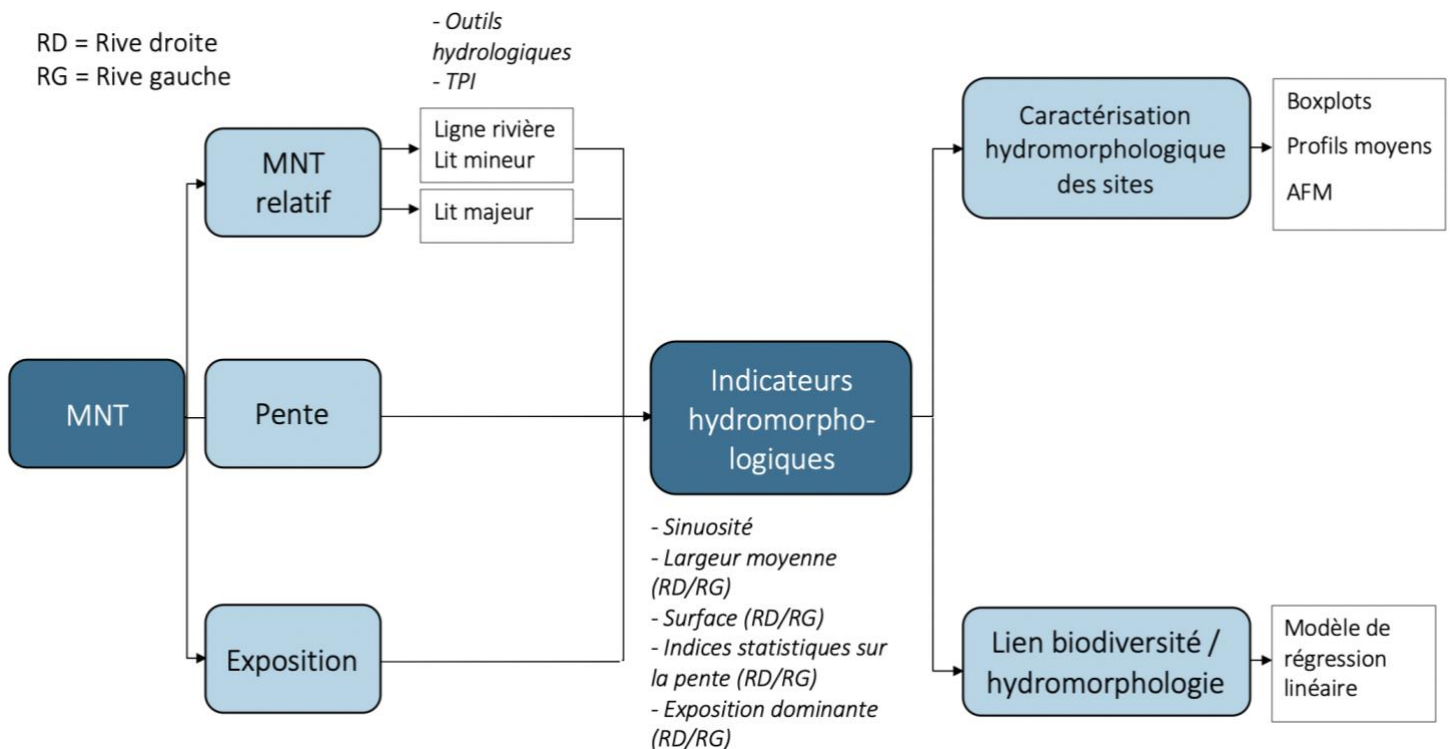 RD = Rive droite
RG = Rive gauche
- Outils
hydrologiques
- TPI
MNT
relatif
Ligne rivière
Lit mineur
Lit majeur
MNT
Pente
Exposition
Indicateurs
hydromorpho-
logiques
- Sinuosité
- Largeur moyenne
(RD/RG)
- Surface (RD/RG)
- Indices statistiques sur
la pente (RD/RG)
- Exposition dominante
(RD/RG)
Caractérisation
hydromorphologique
des sites
Boxplots
Profils moyens
AFM
Lien biodiversité /
hydromorphologie
Modèle de
régression
linéaire